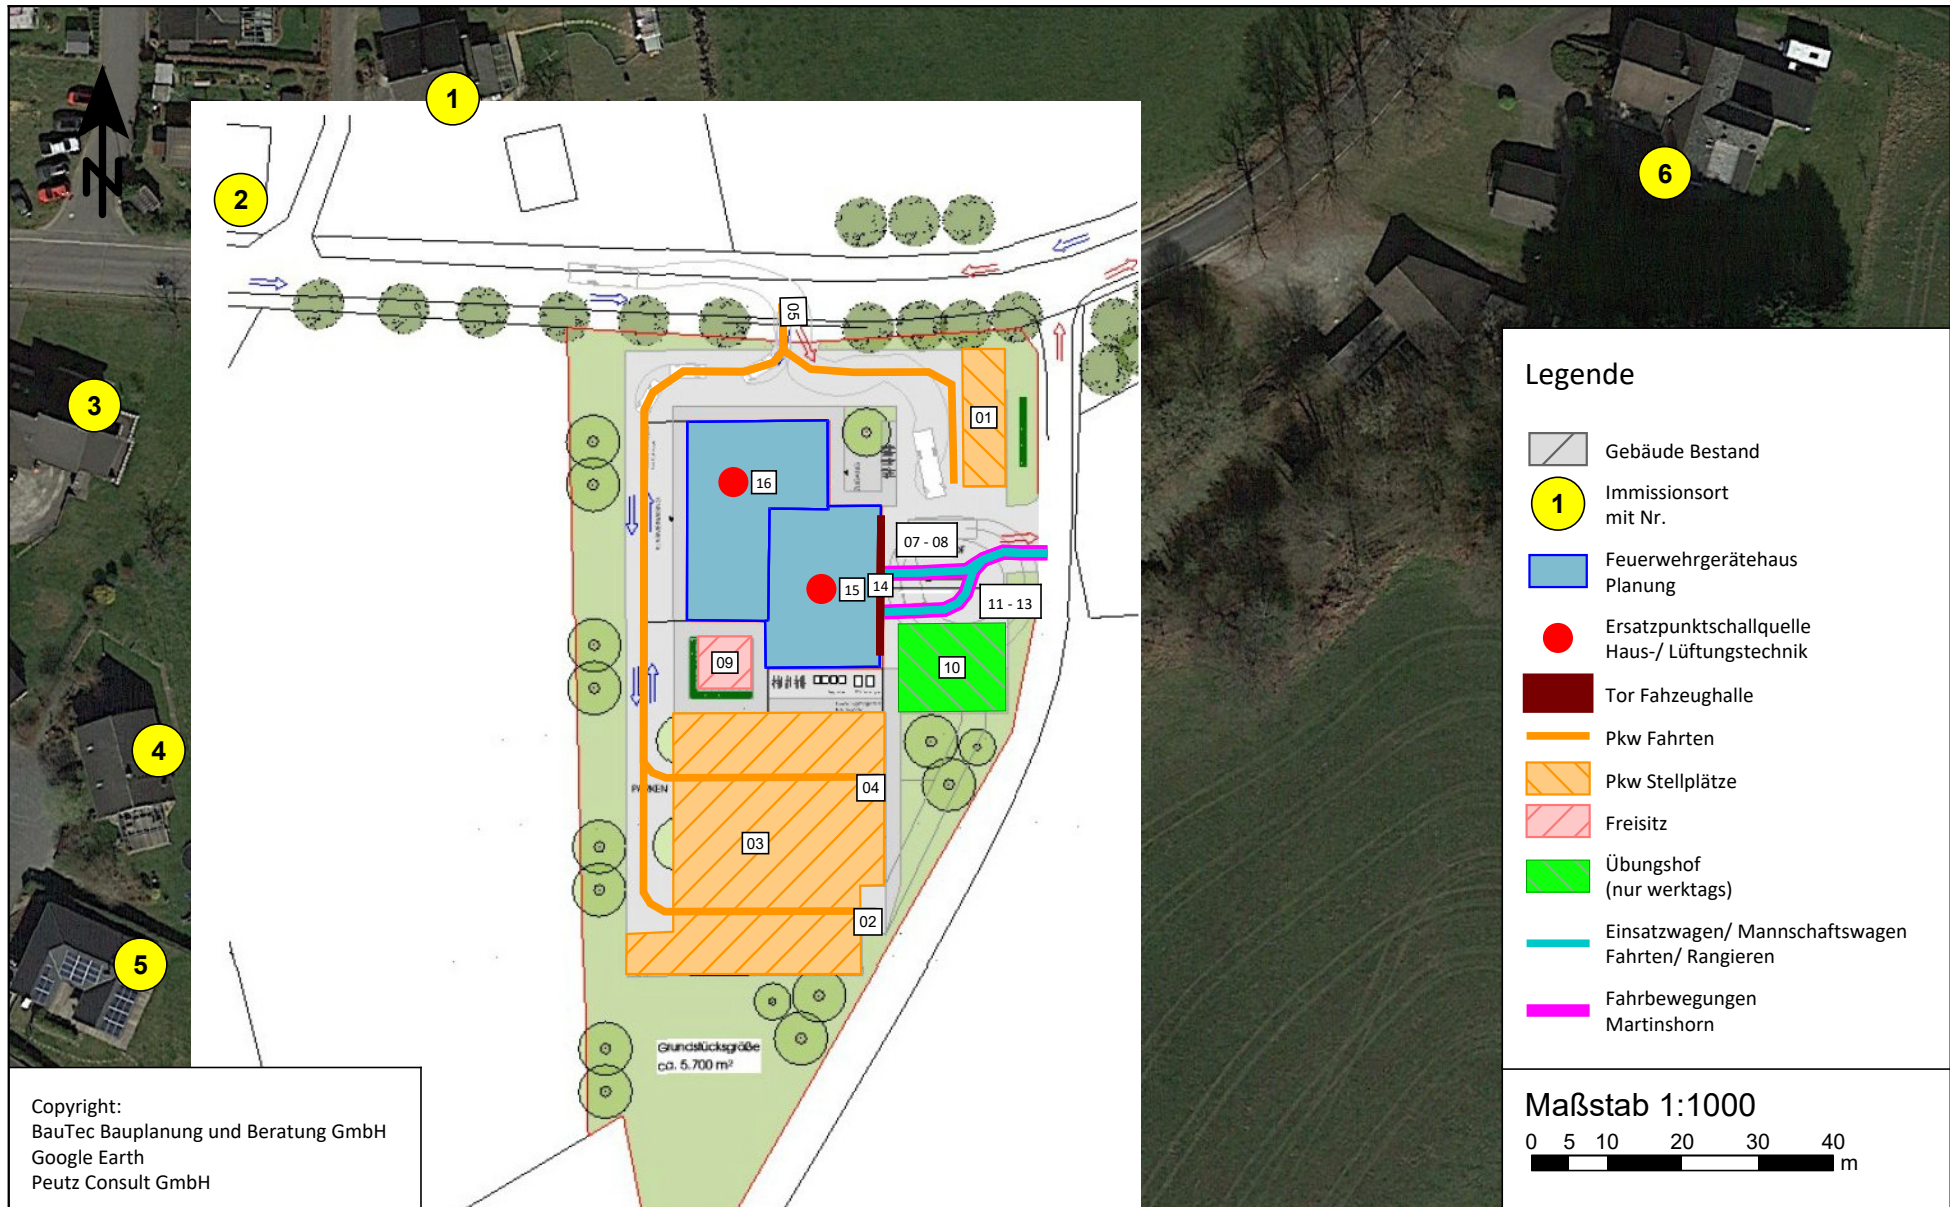 N
1
2
3
4
5
6
05
01
16
07 - 08
15
14
11 - 13
09
10
04
PARKEN
03
02
Grundstücksgröße
ca. 5.700 m²
ZUGANG
Legende
Gebäude Bestand
1
Immissionsort
mit Nr.
Feuerwehrgerätehaus
Planung
Ersatzpunktschallquelle
Haus-/ Lüftungstechnik
Tor Fahzeughalle
Pkw Fahrten
Pkw Stellplätze
Freisitz
Übungshof
(nur werktags)
Einsatzwagen/ Mannschaftswagen
Fahrten/ Rangieren
Fahrbewegungen
Martinshorn
Maßstab 1:1000
0 5 10 20 30 40
m
Copyright:
BauTec Bauplanung und Beratung GmbH
Google Earth
Peutz Consult GmbH